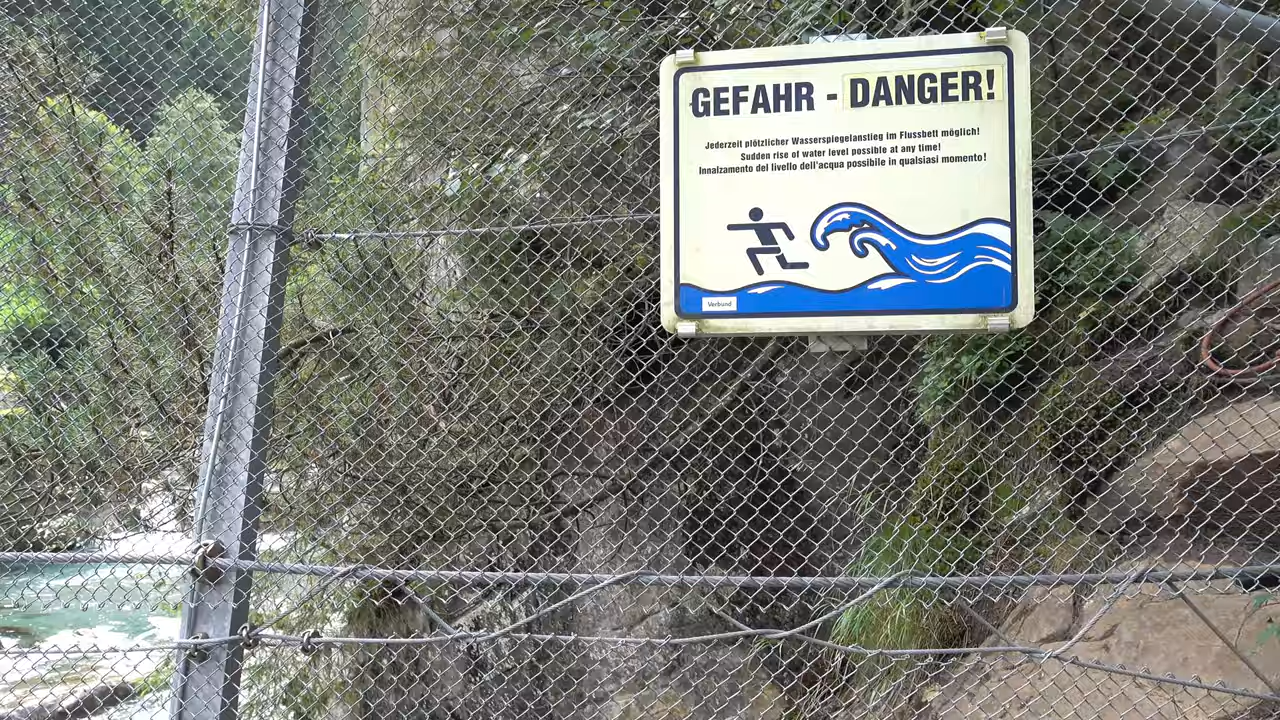 GEFAHR - DANGER!
Jederzeit plötzlicher Wasserspiegelanstieg im Flussbett möglich!
Sudden rise of water level possible at any time!
Innalzamento del livello dell'acqua possibile in qualsiasi momento!
Verbund